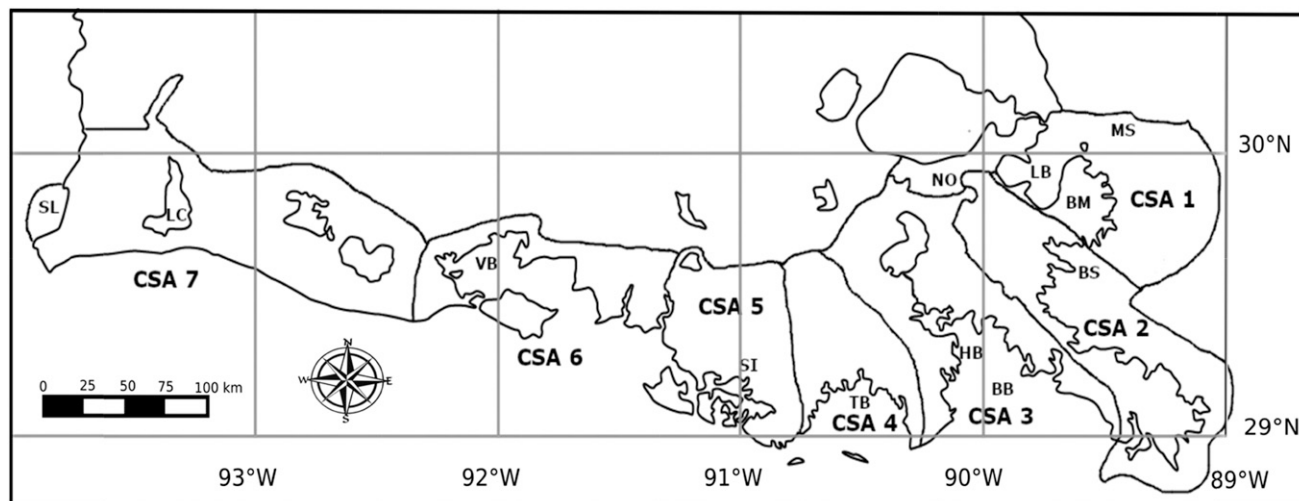 MS
30°N
NO
LB
BM
CSA 1
SL
LC
VB
BS
CSA 7
CSA 5
CSA 2
CSA 6
HB
SI
BB
TB
CSA 3
CSA 4
N
W
E
S
0 25 50 75 100 km
29°N
93°W 92°W 91°W 90°W 89°W